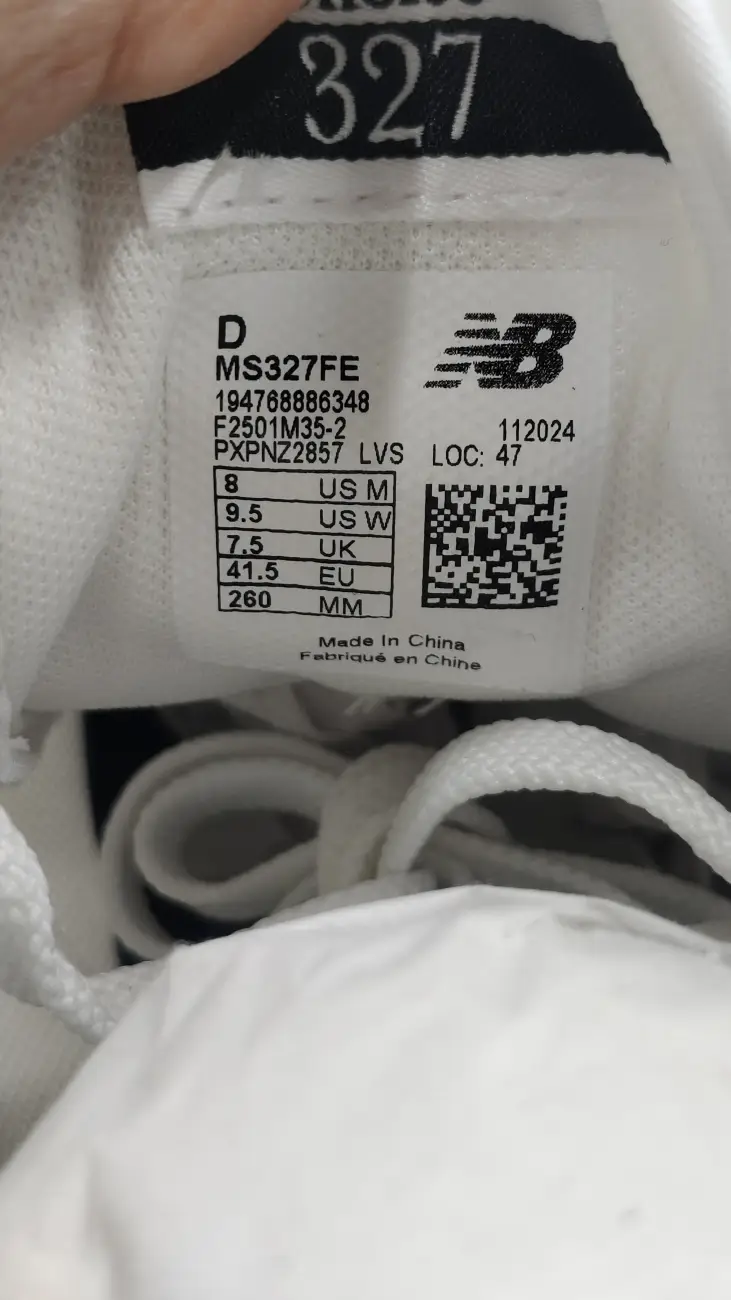 327
D
MS327FE
NB
194768886348
F2501M35-2
112024
PXPNZ2857 LVS LOC: 47
8 US M
9.5 US W
7.5 UK
41.5 EU
260 MM
Made In China
Fabriqué en Chine